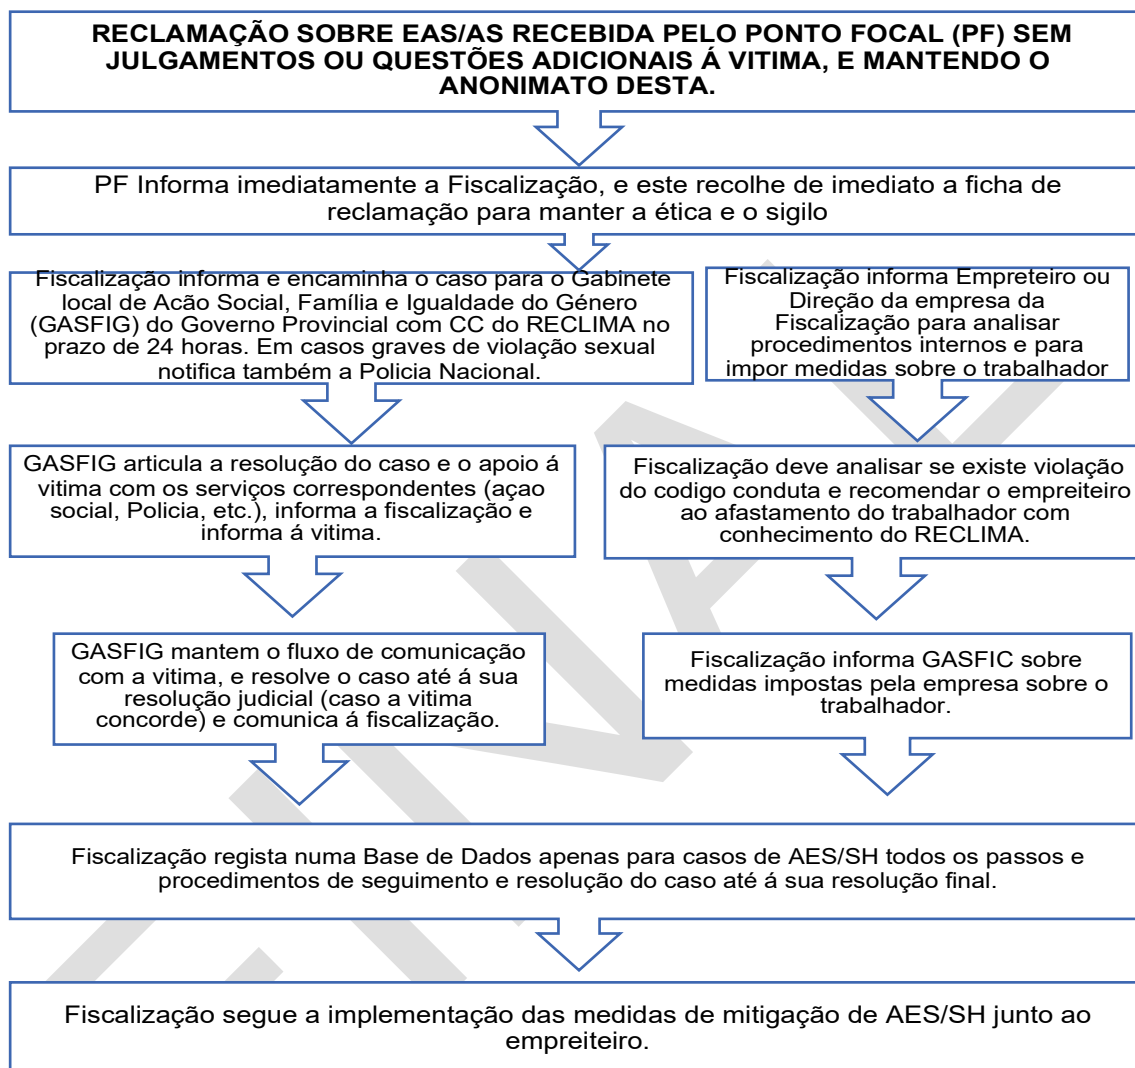 RECLAMAÇÃO SOBRE EAS/AS RECEBIDA PELO PONTO FOCAL (PF) SEM
JULGAMENTOS OU QUESTÕES ADICIONAIS Á VITIMA, E MANTENDO O
ANONIMATO DESTA.
PF Informa imediatamente a Fiscalização, e este recolhe de imediato a ficha de
reclamação para manter a ética e o sigilo
Fiscalização informa e encaminha o caso para o Gabinete
local de Acão Social, Família e Igualdade do Género
(GASFIG) do Governo Provincial com CC do RECLIMA no
prazo de 24 horas. Em casos graves de violação sexual
notifica também a Policia Nacional.
Fiscalização informa Empreteiro ou
Direção da empresa da
Fiscalização para analisar
procedimentos internos e para
impor medidas sobre o trabalhador
GASFIG articula a resolução do caso e o apoio á
vitima com os serviços correspondentes (açao
social, Policia, etc.), informa a fiscalização e
informa á vitima.
Fiscalização deve analisar se existe violação
do codigo conduta e recomendar o empreiteiro
ao afastamento do trabalhador com
conhecimento do RECLIMA.
GASFIG mantem o fluxo de comunicação
com a vitima, e resolve o caso até á sua
resolução judicial (caso a vitima
concorde) e comunica á fiscalização.
Fiscalização informa GASFIC sobre
medidas impostas pela empresa sobre o
trabalhador.
Fiscalização regista numa Base de Dados apenas para casos de AES/SH todos os passos e
procedimentos de seguimento e resolução do caso até á sua resolução final.
Fiscalização segue a implementação das medidas de mitigação de AES/SH junto ao
empreiteiro.